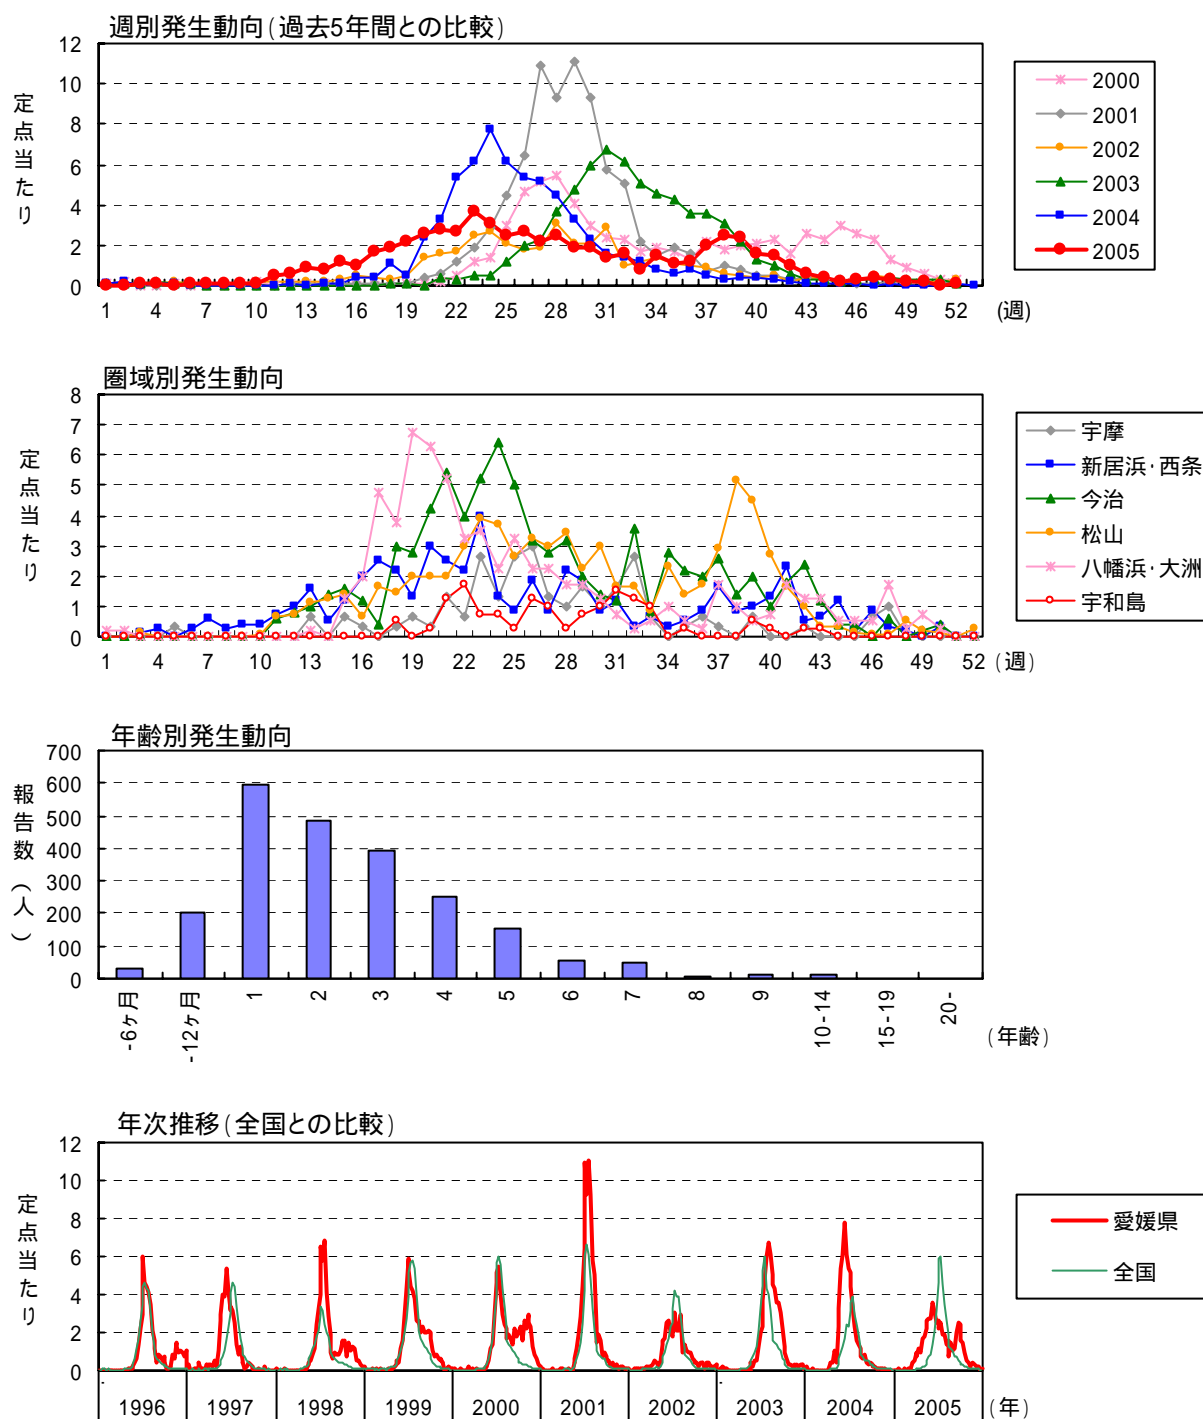 週別発生動向(過去5年間との比較)
定点当たり
12
10
8
6
4
2
0
1 4 7 10 13 16 19 22 25 28 31 34 37 40 43 46 49 52 (週)
2000
2001
2002
2003
2004
2005
圏域別発生動向
定点当たり
8
7
6
5
4
3
2
1
0
1 4 7 10 13 16 19 22 25 28 31 34 37 40 43 46 49 52 (週)
宇摩
新居浜・西条
今治
松山
八幡浜・大洲
宇和島
年齢別発生動向
報告数(人)
700
600
500
400
300
200
100
0
-6ヶ月 -12ヶ月 1 2 3 4 5 6 7 8 9 10-14 15-19 20- (年齢)
年次推移(全国との比較)
定点当たり
12
10
8
6
4
2
0
1996 1997 1998 1999 2000 2001 2002 2003 2004 2005 (年)
愛媛県
全国